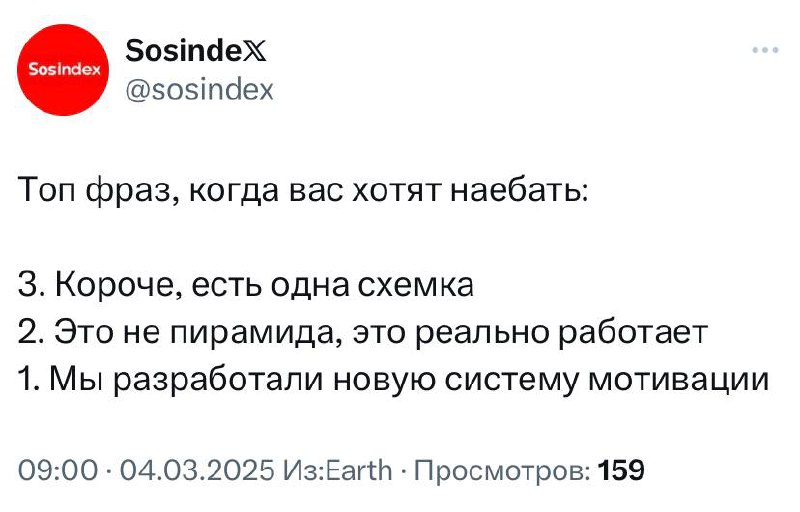 Sosindex
Sosinde𝕏
@sosindex
Топ фраз, когда вас хотят наебать:
3. Короче, есть одна схемка
2. Это не пирамида, это реально работает
1. Мы разработали новую систему мотивации
09:00 · 04.03.2025 Из:Earth · Просмотров: 159